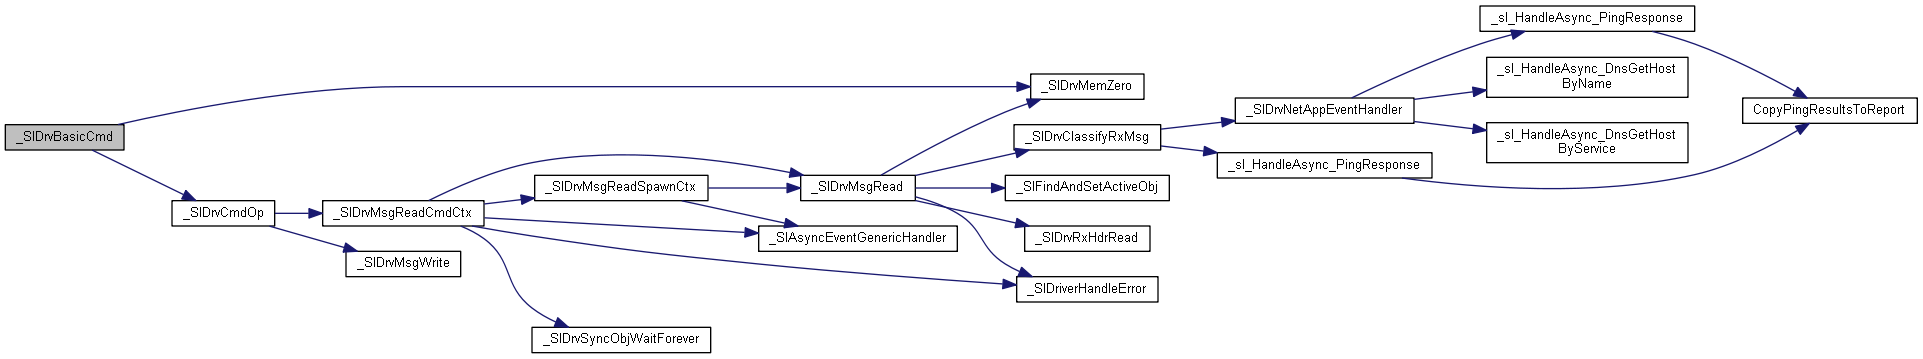 _SlDrvBasicCmd
_SlDrvCmdOp
_SlDrvMsgReadCmdCtx
_SlDrvMsgWrite
_SlDrvMsgReadSpawnCtx
_SlAsyncEventGenericHandler
_SlDrvSyncObjWaitForever
_SlDrvMsgRead
_SlDrvMemZero
_SlDrvClassifyRxMsg
_SlFindAndSetActiveObj
_SlDrvRxHdrRead
_SlDriverHandleError
_SlDrvNetAppEventHandler
_sl_HandleAsync_PingResponse
_sl_HandleAsync_PingResponse
_sl_HandleAsync_DnsGetHost
ByName
_sl_HandleAsync_DnsGetHost
ByService
CopyPingResultsToReport